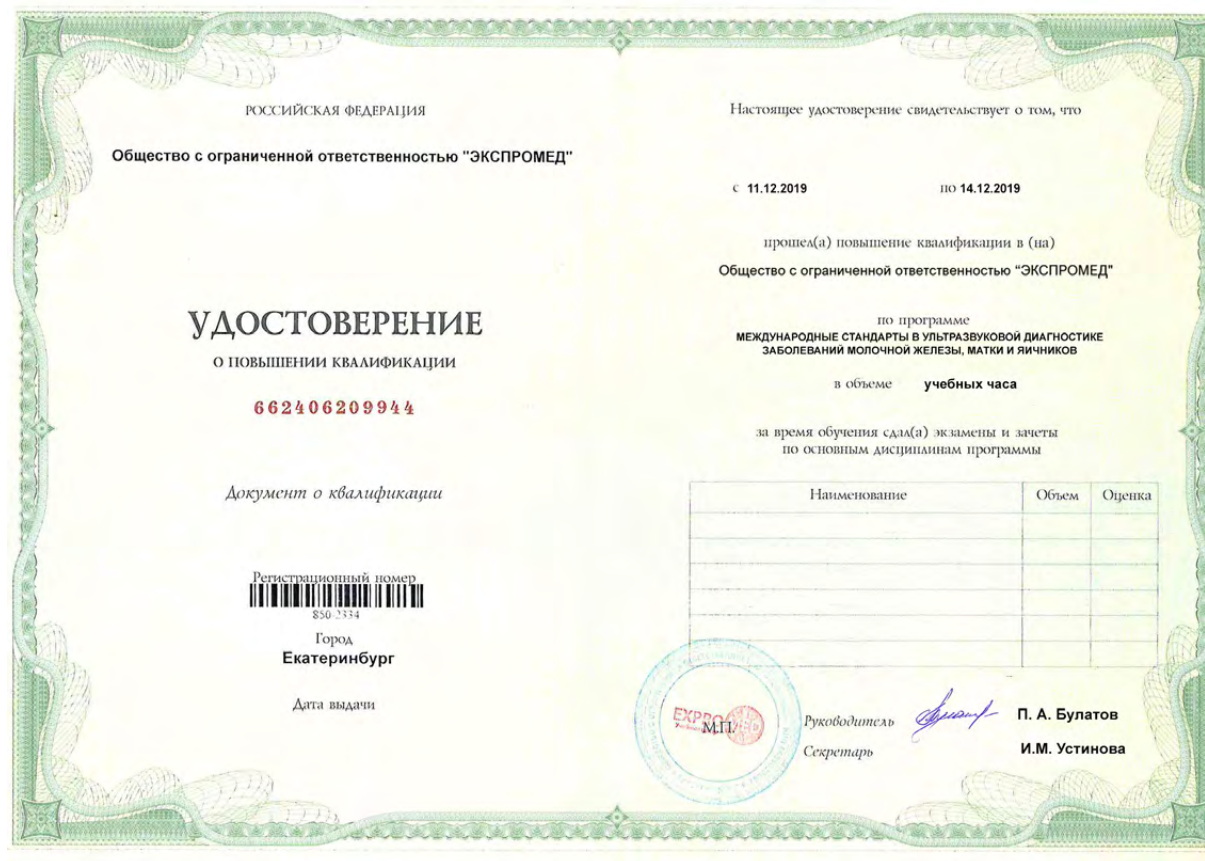 РОССИЙСКАЯ ФЕДЕРАЦИЯ
Общество с ограниченной ответственностью "ЭКСПРОМЕД"
УДОСТОВЕРЕНИЕ
О ПОВЫШЕНИИ КВАЛИФИКАЦИИ
662406209944
Документ о квалификации
Регистрационный номер
850-2334
Город
Екатеринбург
Дата выдачи
Настоящее удостоверение свидетельствует о том, что
с 11.12.2019 по 14.12.2019
прошел(а) повышение квалификации в (на)
Общество с ограниченной ответственностью "ЭКСПРОМЕД"
по программе
МЕЖДУНАРОДНЫЕ СТАНДАРТЫ В УЛЬТРАЗВУКОВОЙ ДИАГНОСТИКЕ
ЗАБОЛЕВАНИЙ МОЛОЧНОЙ ЖЕЛЕЗЫ, МАТКИ И ЯИЧНИКОВ
в объеме учебных часа
за время обучения сдал(а) экзамены и зачеты
по основным дисциплинам программы
Наименование Объем Оценка
М.П.
Руководитель П. А. Булатов
Секретарь И.М. Устинова